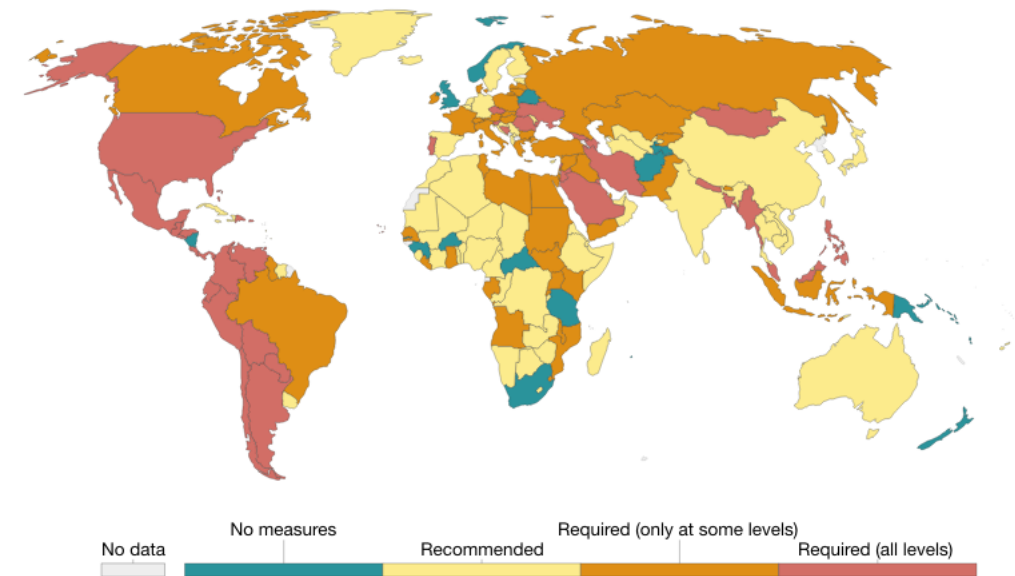 No measures
Required (only at some levels)
No data
Recommended
Required (all levels)